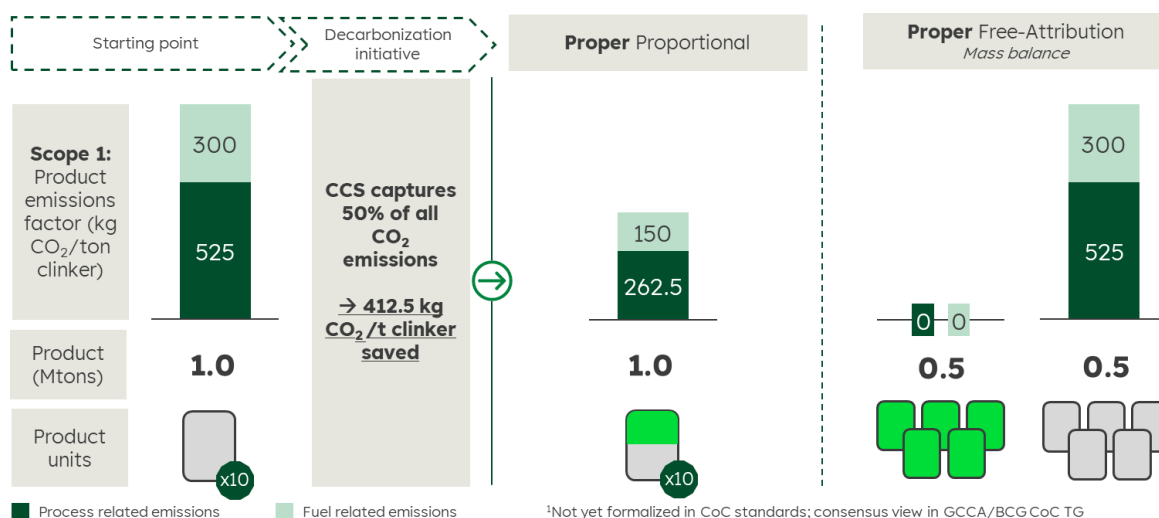 Starting point
Decarbonization
initiative
Proper Proportional
Proper Free-Attribution
Mass balance
Scope 1:
Product
emissions
factor (kg
CO₂/ton
clinker)
300
525
CCS captures
50% of all
CO₂
emissions
→ 412.5 kg
CO₂/t clinker
saved
150
262.5
0
0
300
525
Product
(Mtons)
1.0
1.0
0.5
0.5
Product
units
x10
x10
Process related emissions
Fuel related emissions
¹Not yet formalized in CoC standards; consensus view in GCCA/BCG CoC TG